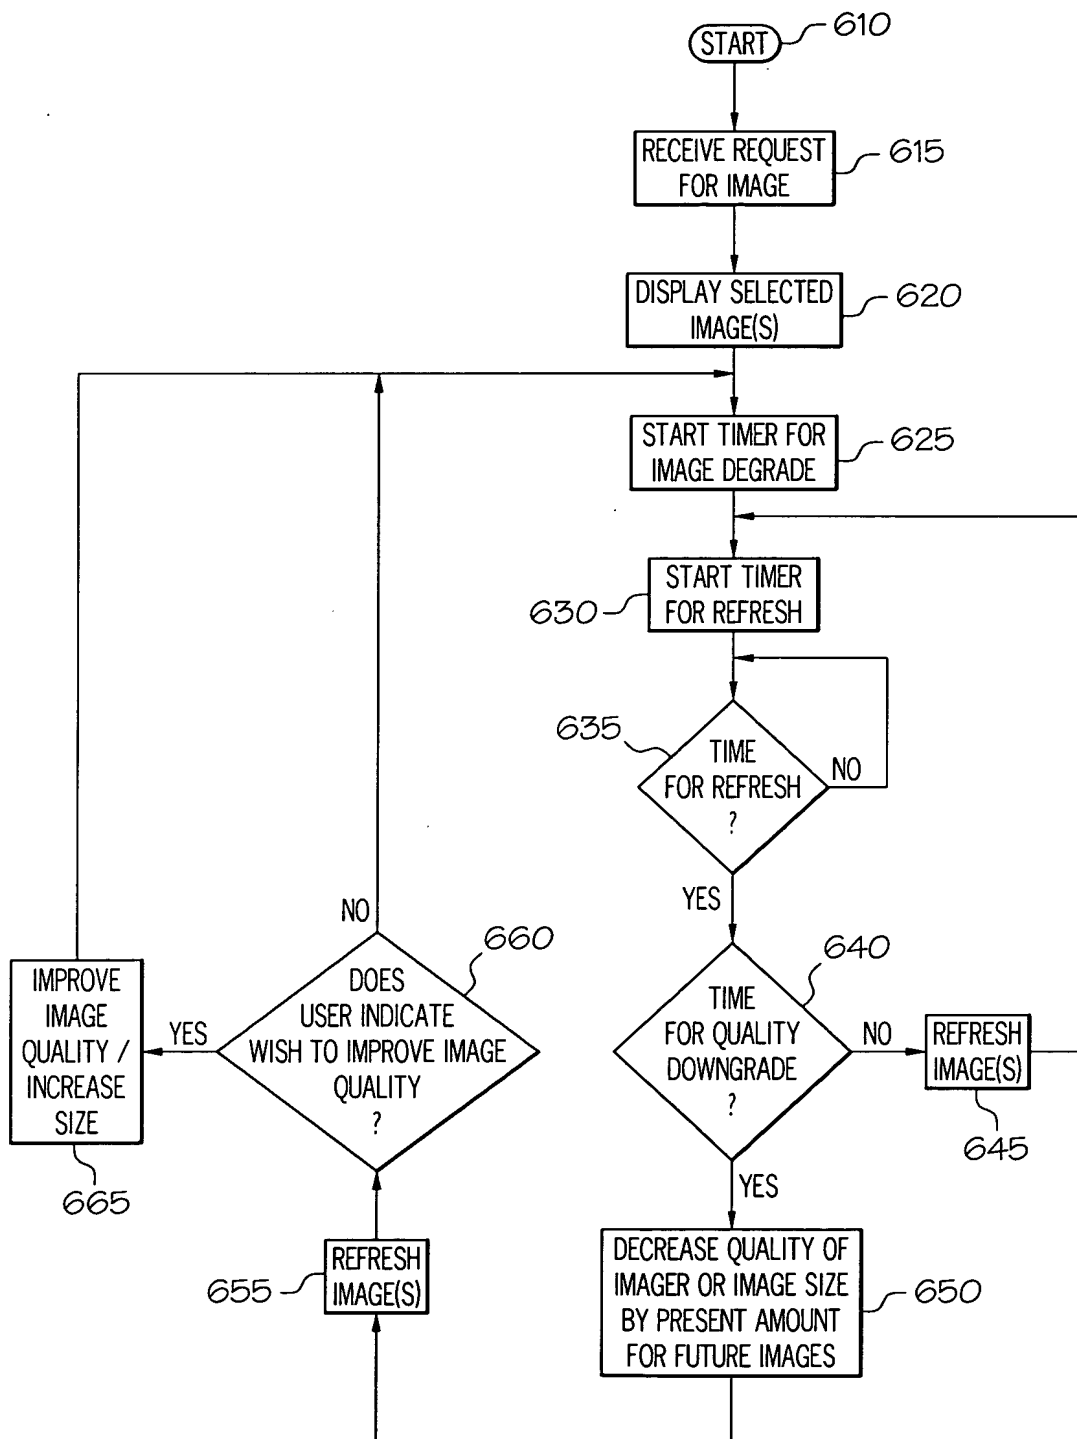 START
610
RECEIVE REQUEST
FOR IMAGE
615
DISPLAY SELECTED
IMAGE(S)
620
START TIMER FOR
IMAGE DEGRADE
625
START TIMER
FOR REFRESH
630
635
TIME
FOR REFRESH
?
NO
YES
640
TIME
FOR QUALITY
DOWNGRADE
?
NO
REFRESH
IMAGE(S)
645
YES
DECREASE QUALITY OF
IMAGER OR IMAGE SIZE
BY PRESENT AMOUNT
FOR FUTURE IMAGES
650
REFRESH
IMAGE(S)
655
660
DOES
USER INDICATE
WISH TO IMPROVE IMAGE
QUALITY
?
NO
YES
IMPROVE
IMAGE
QUALITY /
INCREASE
SIZE
665